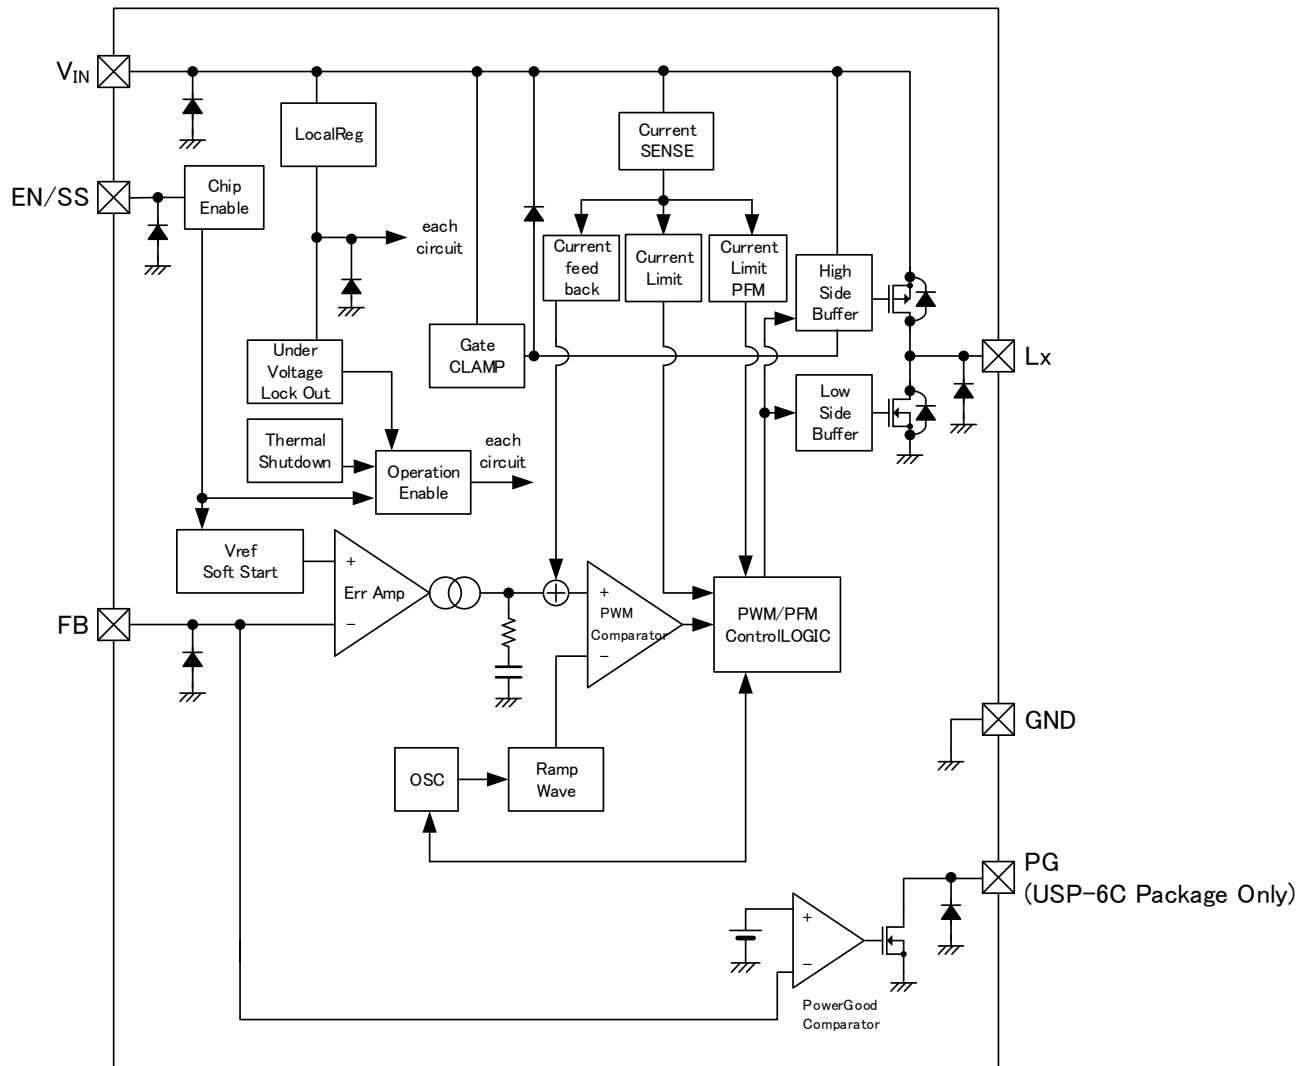 VIN
LocalReg
Current
SENSE
EN/SS
Chip
Enable
each
circuit
Current
feed
back
Current
Limit
Current
Limit
PFM
High
Side
Buffer
Under
Voltage
Lock Out
Gate
CLAMP
Lx
Low
Side
Buffer
Thermal
Shutdown
Operation
Enable
each
circuit
Vref
Soft Start
+
Err Amp
−
+
PWM
Comparator
−
PWM/PFM
ControlLOGIC
FB
GND
OSC
Ramp
Wave
PG
(USP-6C Package Only)
+
−
PowerGood
Comparator